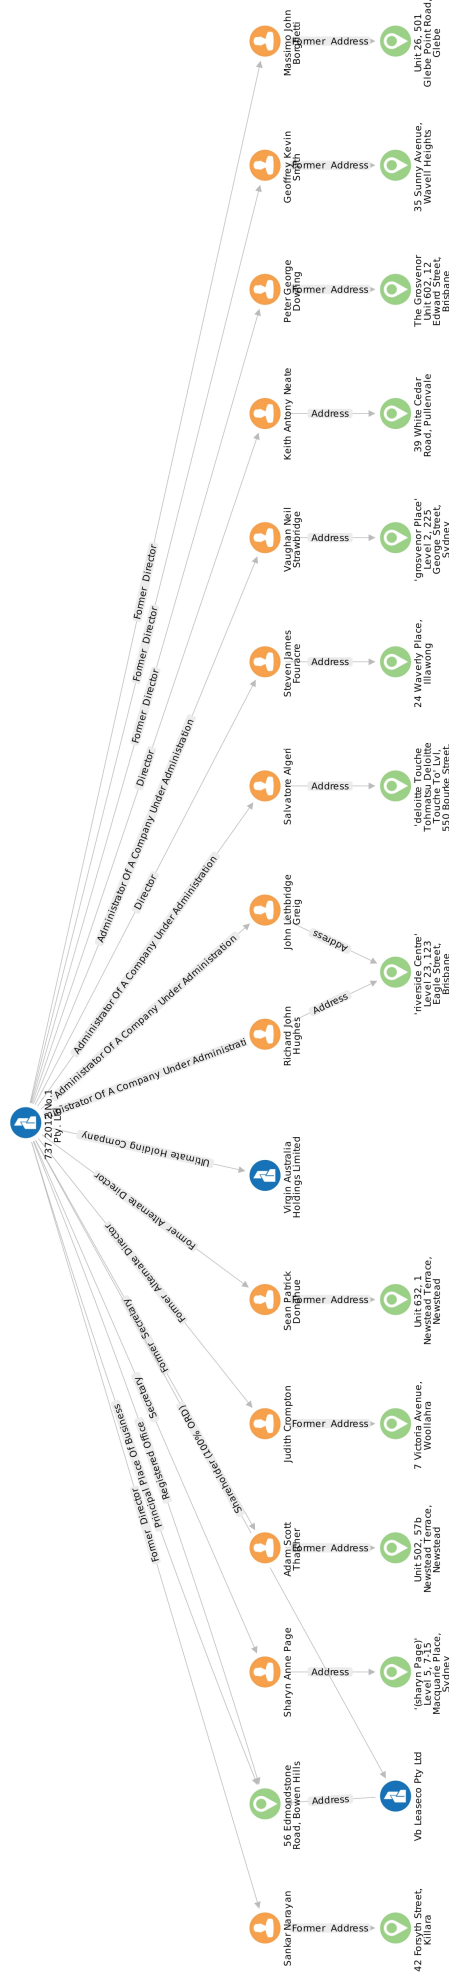 Massimo John
Borghetti
Former Address
Unit 26, 501
Glebe Point Road,
Glebe
Geoffrey Kevin
Smith
Former Address
35 Sunny Avenue,
Wavell Heights
Peter George
Dowling
Former Address
The Grosvenor
Unit 602, 12
Edward Street,
Brisbane
Keith Antony Neate
Address
39 White Cedar
Road, Pullenvale
Vaughan Neil
Strawbridge
Address
'grosvenor Place'
Level 2, 225
George Street,
Sydney
Steven James
Fouracre
Address
24 Waverly Place,
Illawong
Salvatore Algeri
Address
'deloitte Touche
Tohmatsu Deloitte
Touche To' Lvl,
550 Bourke Street,
John Lethbridge
Greig
Address
Richard John
Hughes
Address
'riverside Centre'
Level 23, 123
Eagle Street,
Brisbane
Former Director
Former Director
Former Director
Director
Administrator Of A Company Under Administration
Director
Administrator Of A Company Under Administration
Administrator Of A Company Under Administration
nistrator Of A Company Under Administrati
737 2012 No.1
Pty. Ltd
Ultimate Holding Company
Virgin Australia
Holdings Limited
Former Alternate Director
Sean Patrick
Donohue
Former Address
Unit 632, 1
Newstead Terrace,
Newstead
Former Alternate Director
Judith Crompton
Former Address
7 Victoria Avenue,
Woollahra
Former Secretary
Adam Scott
Thatcher
Former Address
Unit 502, 57b
Newstead Terrace,
Newstead
Secretary
Sharyn Anne Page
Address
'(sharyn Page)'
Level 5, 7-15
Macquarie Place,
Sydney
Shareholder (100% ORD)
Registered Office
Principal Place Of Business
Former Director
56 Edmondstone
Road, Bowen Hills
Address
Vb Leaseco Pty Ltd
Sankar Narayan
Former Address
42 Forsyth Street,
Killara